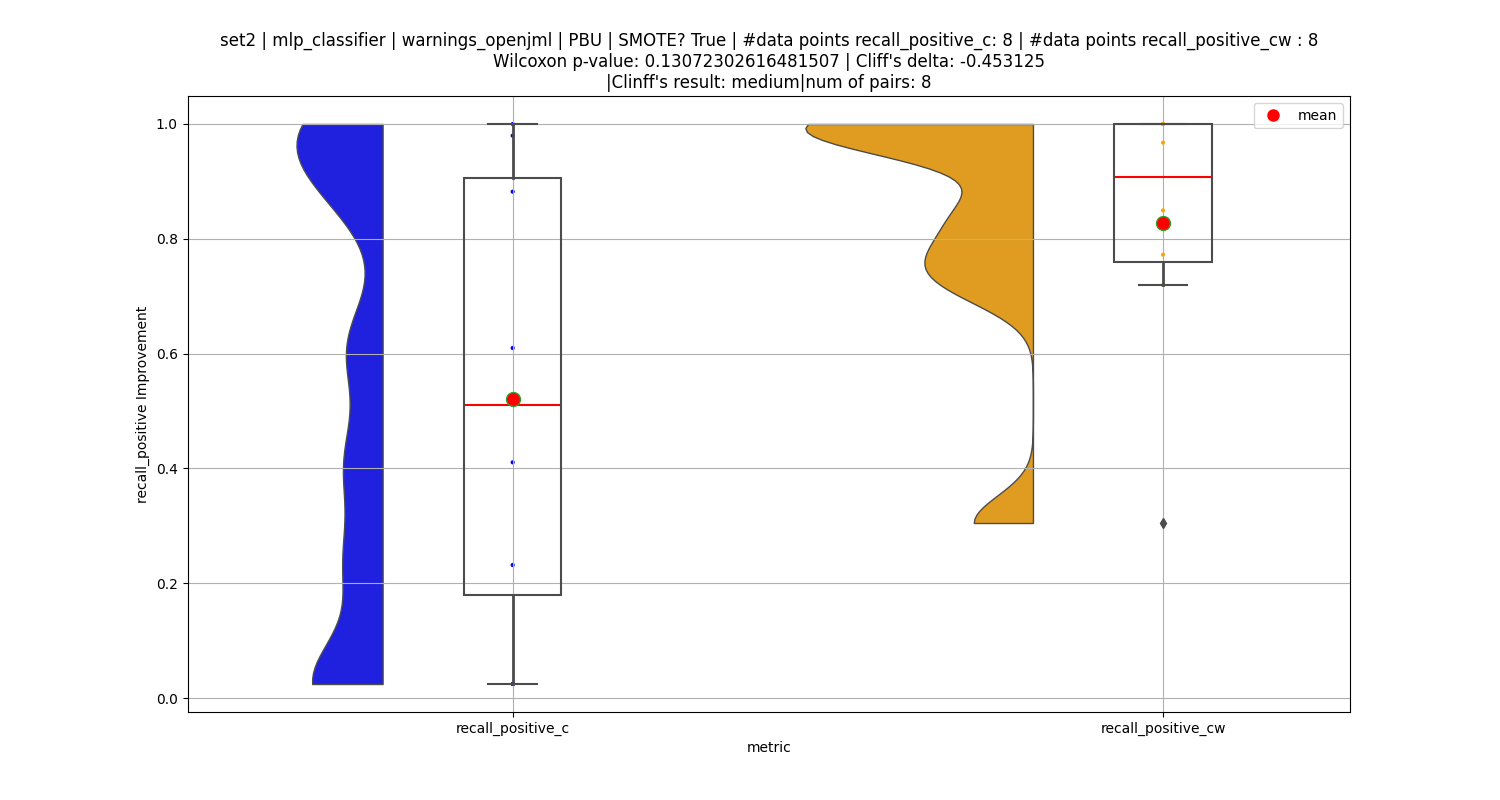 set2 | mlp_classifier | warnings_openjml | PBU | SMOTE? True | #data points recall_positive_c: 8 | #data points recall_positive_cw : 8
Wilcoxon p-value: 0.13072302616481507 | Cliff's delta: -0.453125
|Clinff's result: medium|num of pairs: 8
mean
1.0
0.8
0.6
0.4
0.2
0.0
recall_positive Improvement
recall_positive_c
recall_positive_cw
metric